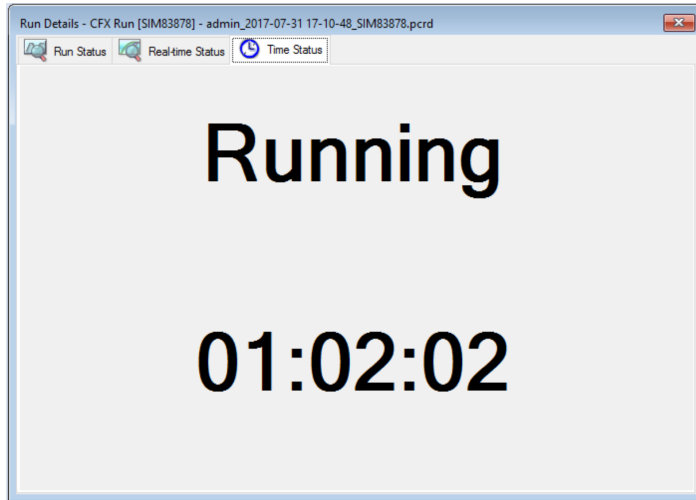 Run Details - CFX Run [SIM83878] - admin_2017-07-31 17-10-48_SIM83878.pcrd
Run Status Real-time Status Time Status
Running
01:02:02